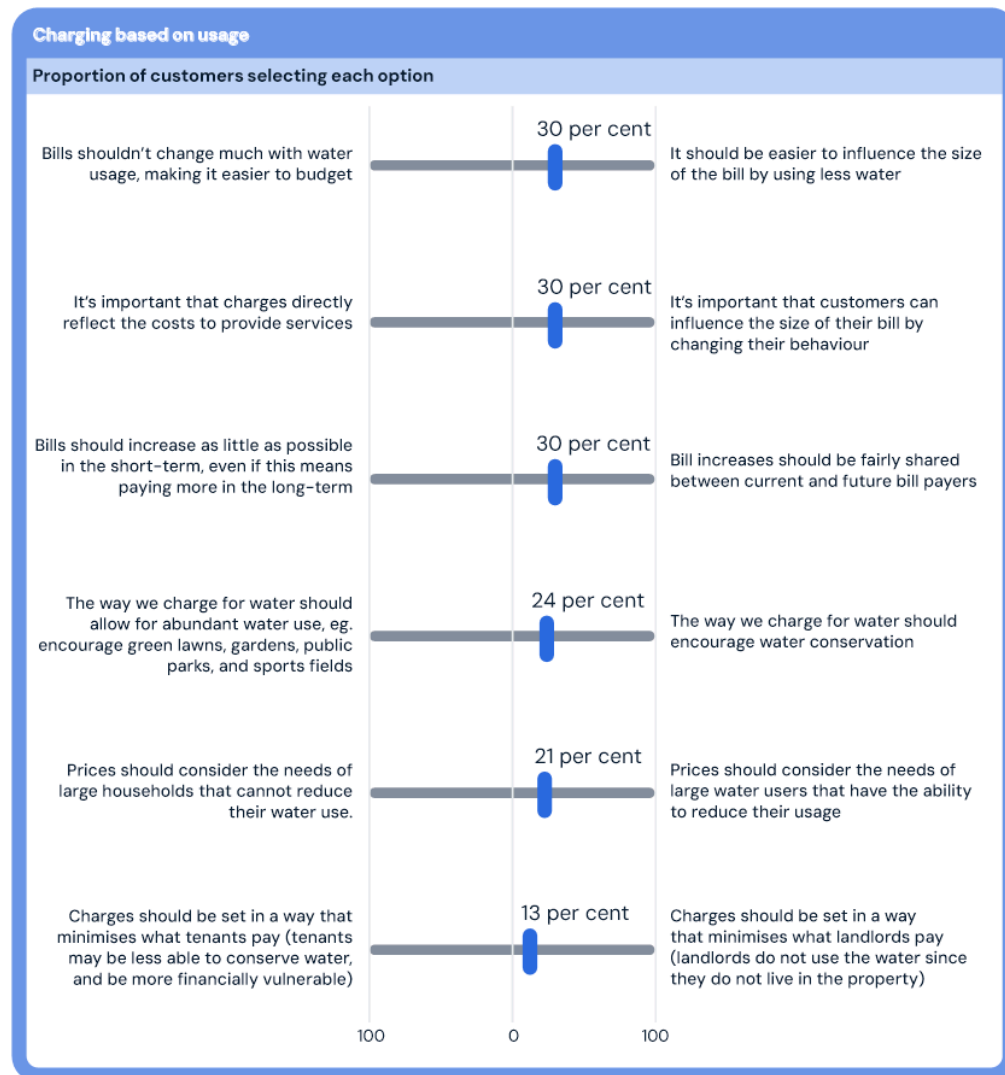 Charging based on usage
Proportion of customers selecting each option
30 per cent
Bills shouldn’t change much with water
usage, making it easier to budget
It should be easier to influence the size
of the bill by using less water
30 per cent
It’s important that charges directly
reflect the costs to provide services
It’s important that customers can
influence the size of their bill by
changing their behaviour
30 per cent
Bills should increase as little as possible
in the short-term, even if this means
paying more in the long-term
Bill increases should be fairly shared
between current and future bill payers
24 per cent
The way we charge for water should
allow for abundant water use, eg.
encourage green lawns, gardens, public
parks, and sports fields
The way we charge for water should
encourage water conservation
21 per cent
Prices should consider the needs of
large households that cannot reduce
their water use.
Prices should consider the needs of
large water users that have the ability
to reduce their usage
13 per cent
Charges should be set in a way that
minimises what tenants pay (tenants
may be less able to conserve water,
and be more financially vulnerable)
Charges should be set in a way
that minimises what landlords pay
(landlords do not use the water since
they do not live in the property)
100 0 100